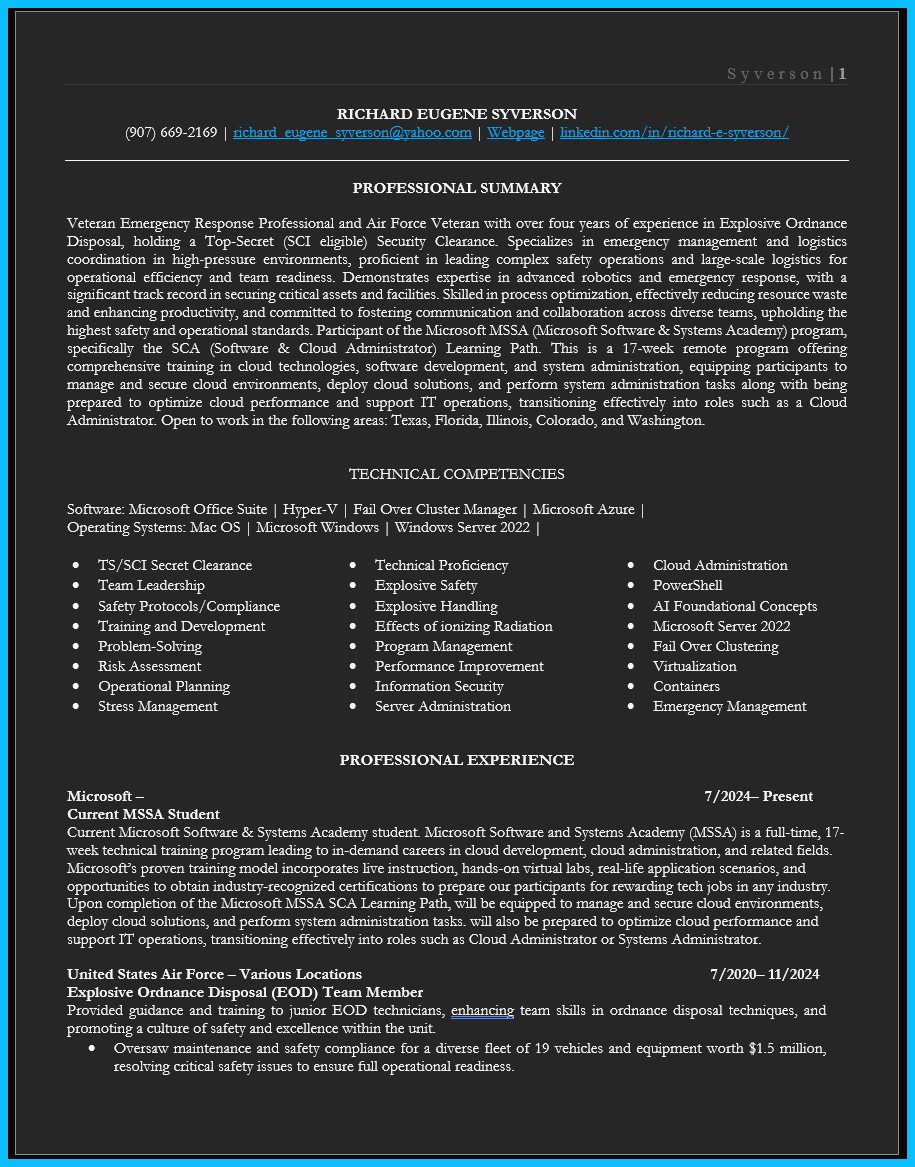 Syverson | 1
RICHARD EUGENE SYVERSON
(907) 669-2169 | richard_eugene_syverson@yahoo.com | Webpage | linkedin.com/in/richard-e-syverson/
PROFESSIONAL SUMMARY
Veteran Emergency Response Professional and Air Force Veteran with over four years of experience in Explosive Ordnance
Disposal, holding a Top-Secret (SCI eligible) Security Clearance. Specializes in emergency management and logistics
coordination in high-pressure environments, proficient in leading complex safety operations and large-scale logistics for
operational efficiency and team readiness. Demonstrates expertise in advanced robotics and emergency response, with a
significant track record in securing critical assets and facilities. Skilled in process optimization, effectively reducing resource waste
and enhancing productivity, and committed to fostering communication and collaboration across diverse teams, upholding the
highest safety and operational standards. Participant of the Microsoft MSSA (Microsoft Software & Systems Academy) program,
specifically the SCA (Software & Cloud Administrator) Learning Path. This is a 17-week remote program offering
comprehensive training in cloud technologies, software development, and system administration, equipping participants to
manage and secure cloud environments, deploy cloud solutions, and perform system administration tasks along with being
prepared to optimize cloud performance and support IT operations, transitioning effectively into roles such as a Cloud
Administrator. Open to work in the following areas: Texas, Florida, Illinois, Colorado, and Washington.
TECHNICAL COMPETENCIES
Software: Microsoft Office Suite | Hyper-V | Fail Over Cluster Manager | Microsoft Azure |
Operating Systems: Mac OS | Microsoft Windows | Windows Server 2022 |
• TS/SCI Secret Clearance
• Team Leadership
• Safety Protocols/Compliance
• Training and Development
• Problem-Solving
• Risk Assessment
• Operational Planning
• Stress Management
• Technical Proficiency
• Explosive Safety
• Explosive Handling
• Effects of ionizing Radiation
• Program Management
• Performance Improvement
• Information Security
• Server Administration
• Cloud Administration
• PowerShell
• AI Foundational Concepts
• Microsoft Server 2022
• Fail Over Clustering
• Virtualization
• Containers
• Emergency Management
PROFESSIONAL EXPERIENCE
Microsoft – 7/2024– Present
Current MSSA Student
Current Microsoft Software & Systems Academy student. Microsoft Software and Systems Academy (MSSA) is a full-time, 17-
week technical training program leading to in-demand careers in cloud development, cloud administration, and related fields.
Microsoft's proven training model incorporates live instruction, hands-on virtual labs, real-life application scenarios, and
opportunities to obtain industry-recognized certifications to prepare our participants for rewarding tech jobs in any industry.
Upon completion of the Microsoft MSSA SCA Learning Path, will be equipped to manage and secure cloud environments,
deploy cloud solutions, and perform system administration tasks. will also be prepared to optimize cloud performance and
support IT operations, transitioning effectively into roles such as Cloud Administrator or Systems Administrator.
United States Air Force – Various Locations 7/2020– 11/2024
Explosive Ordnance Disposal (EOD) Team Member
Provided guidance and training to junior EOD technicians, enhancing team skills in ordnance disposal techniques, and
promoting a culture of safety and excellence within the unit.
• Oversaw maintenance and safety compliance for a diverse fleet of 19 vehicles and equipment worth $1.5 million,
resolving critical safety issues to ensure full operational readiness.